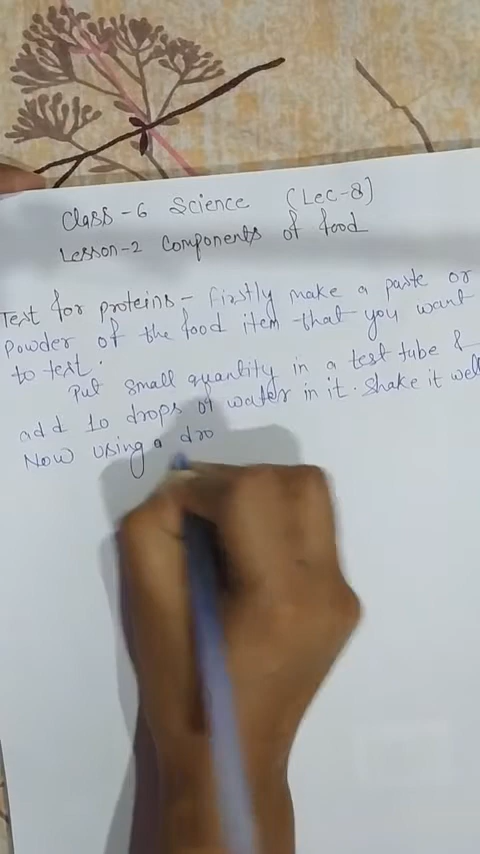 Class - 6 Science (Lec-8)
Lesson-2 Components of food
Test for proteins - Firstly make a paste or
Powder of the food item that you want
to test.
Put small quantity in a test tube &
add 10 drops of water in it. Shake it well
Now using a dro